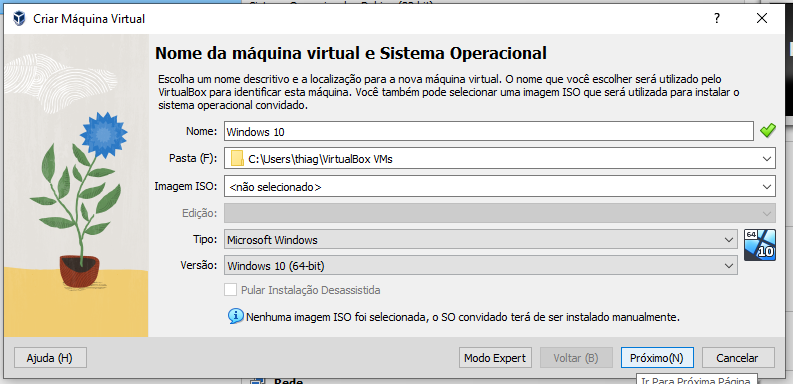 Criar Máquina Virtual
Nome da máquina virtual e Sistema Operacional
Escolha um nome descritivo e a localização para a nova máquina virtual. O nome que você escolher será utilizado pelo
VirtualBox para identificar esta máquina. Você também pode selecionar uma imagem ISO que será utilizada para instalar o
sistema operacional convidado.
Nome: Windows 10
Pasta (F): C:\Users\thiag\VirtualBox VMs
Imagem ISO: <não selecionado>
Edição:
Tipo: Microsoft Windows
64
10
Versão: Windows 10 (64-bit)
Pular Instalação Desassistida
Nenhuma imagem ISO foi selecionada, o SO convidado terá de ser instalado manualmente.
Ajuda (H) Modo Expert Voltar (B) Próximo(N) Cancelar
Rede Ir Para Próxima Página